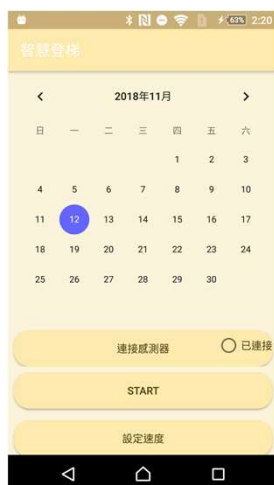 63% 2:20
智慧登梯
2018年11月
日 一 二 三 四 五 六
1 2 3
4 5 6 7 8 9 10
11 12 13 14 15 16 17
18 19 20 21 22 23 24
25 26 27 28 29 30
連接感測器 已連接
START
設定速度